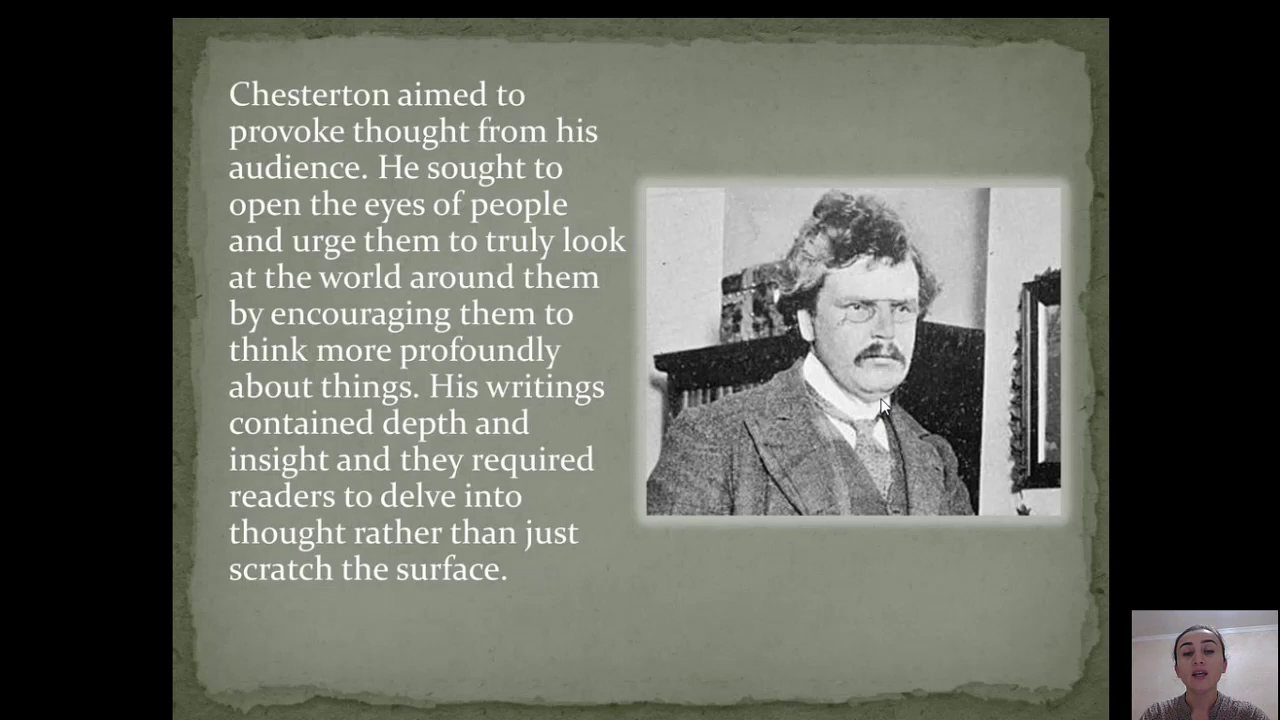 Chesterton aimed to
provoke thought from his
audience. He sought to
open the eyes of people
and urge them to truly look
at the world around them
by encouraging them to
think more profoundly
about things. His writings
contained depth and
insight and they required
readers to delve into
thought rather than just
scratch the surface.